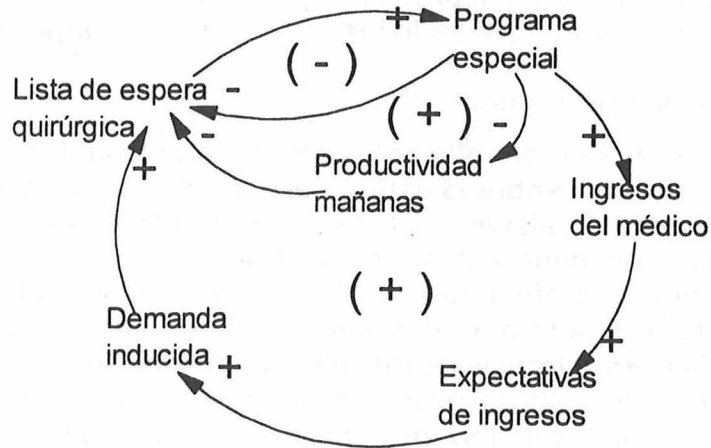 + Programa
especial
( - )
Lista de espera -
quirúrgica
( + ) -
-
+
+
Productividad
mañanas
Ingresos
del médico
( + )
Demanda
inducida +
+
Expectativas
de ingresos